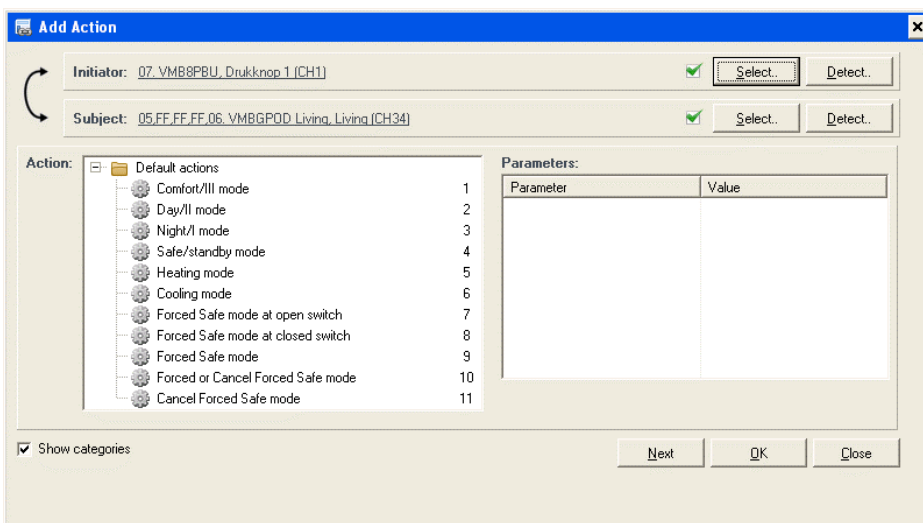 Add Action
Initiator: 07. VMB8PBU, Drukknop 1 (CH1) Select.. Detect..
Subject: 05,FF,FF,FF,06. VMBGPOD Living, Living (CH34) Select.. Detect..
Action: Parameters:
Default actions Parameter Value
Comfort/III mode 1
Day/II mode 2
Night/I mode 3
Safe/standby mode 4
Heating mode 5
Cooling mode 6
Forced Safe mode at open switch 7
Forced Safe mode at closed switch 8
Forced Safe mode 9
Forced or Cancel Forced Safe mode 10
Cancel Forced Safe mode 11
Show categories Next OK Close